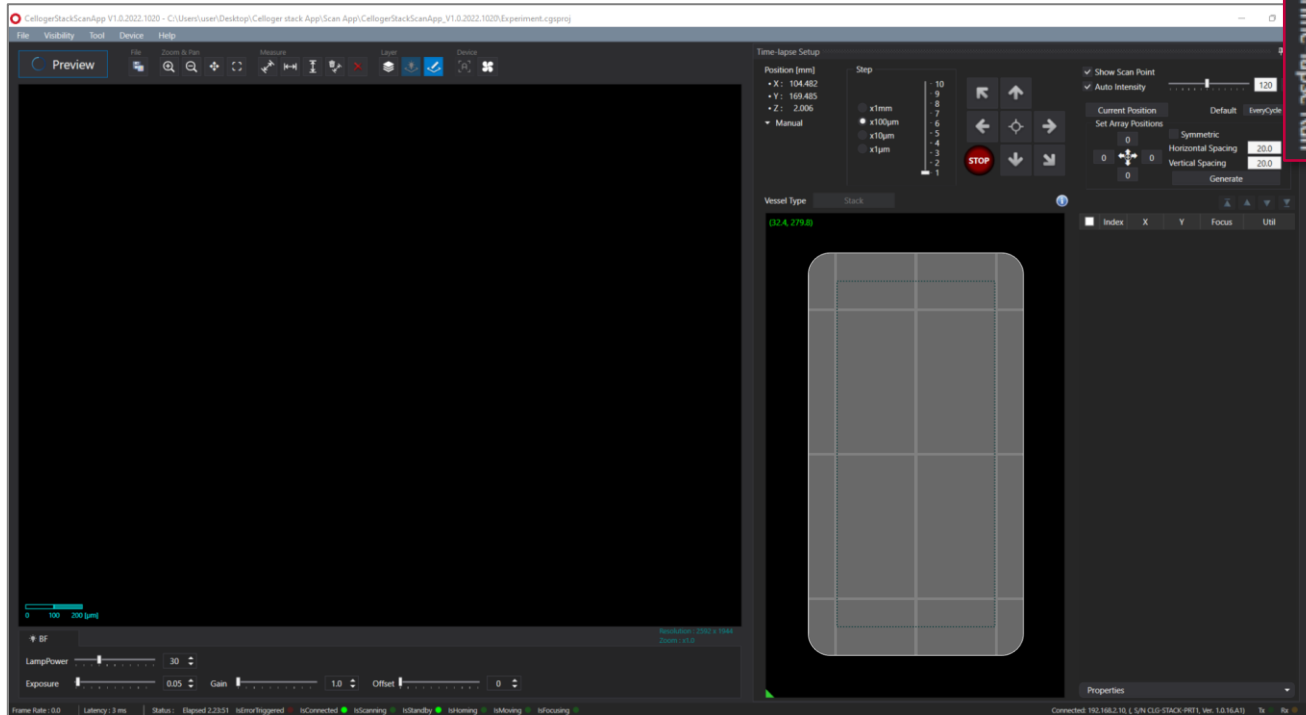 CellogerStackScanApp V1.0.2022.1020 - C:\Users\user\Desktop\Celloger stack App\Scan App\CellogerStackScanApp_V1.0.2022.1020\Experiment.cgsproj
File Visibility Tool Device Help
Preview
File Zoom & Pan Measure Layer Device
0 100 200 [μm]
Resolution : 2592 x 1944
Zoom : x1.0
BF
LampPower 30
Exposure 0.05 Gain 1.0 Offset 0
Time-lapse Setup
Position [mm] Step
• X : 104.482
• Y : 169.485
• Z : 2.006
Manual
x1mm
x100μm
x10μm
x1μm
10
9
8
7
6
5
4
3
2
1
STOP
Show Scan Point
Auto Intensity 120
Current Position Default EveryCycle
Set Array Positions
0
0 0
0
Symmetric
Horizontal Spacing 20.0
Vertical Spacing 20.0
Generate
Vessel Type Stack
(32.4, 279.8)
Index X Y Focus Util
Properties
Frame Rate : 0.0 Latency : 3 ms Status : Elapsed 2.23:51 IsErrorTriggered IsConnected IsScanning IsStandby IsHoming IsMoving IsFocusing Connected: 192.168.2.10, (, S/N CLG-STACK-PRT1, Ver. 1.0.16.A1) Tx Rx